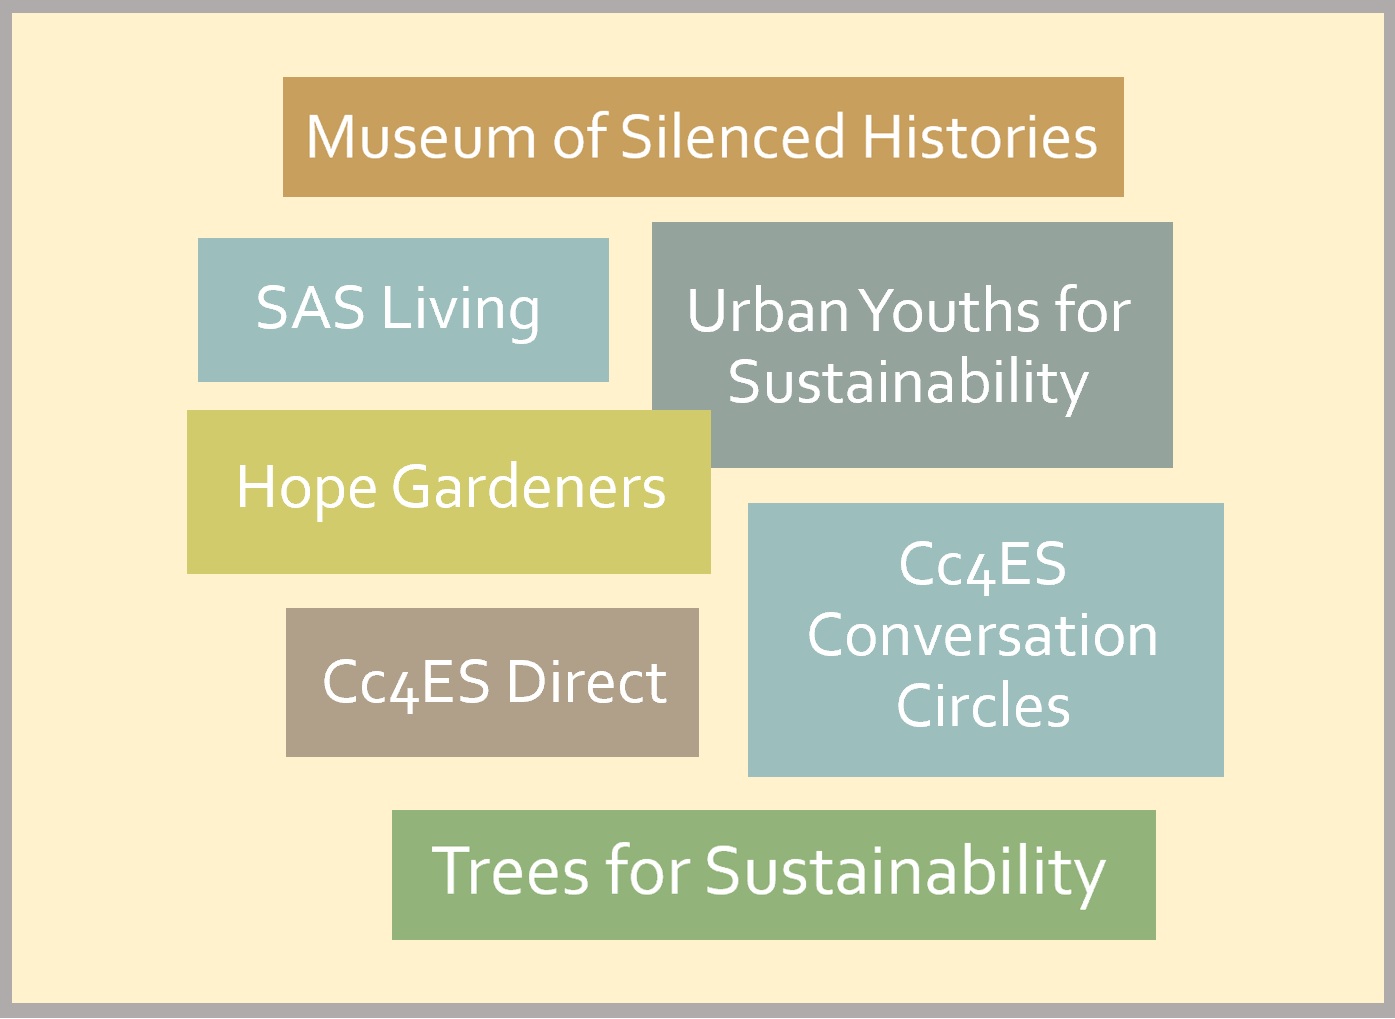 Museum of Silenced Histories
SAS Living
Urban Youths for
Sustainability
Hope Gardeners
Cc4ES
Conversation
Circles
Cc4ES Direct
Trees for Sustainability